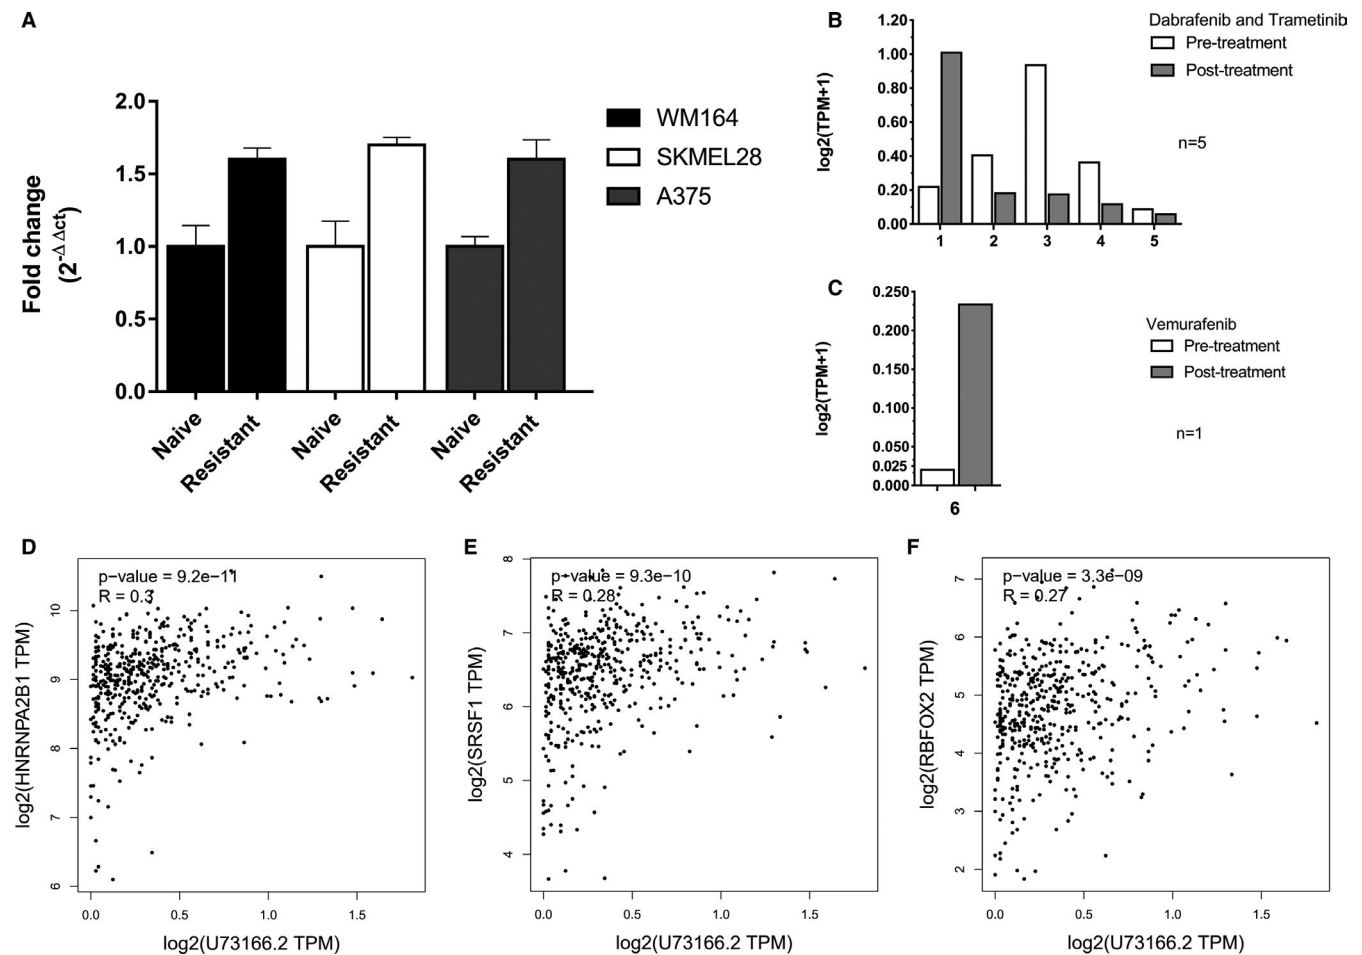 A
Fold change
(2^-Δ Δct)
2.0
1.5
1.0
0.5
0.0
Naive
Resistant
Naive
Resistant
Naive
Resistant
WM164
SKMEL28
A375
B
log2(TPM+1)
1.20
1.00
0.80
0.60
0.40
0.20
0.00
1 2 3 4 5
Dabrafenib and Trametinib
Pre-treatment
Post-treatment
n=5
C
log2(TPM+1)
0.250
0.200
0.150
0.100
0.050
0.025
0.000
6
Vemurafenib
Pre-treatment
Post-treatment
n=1
D
p−value = 9.2e−11
R = 0.3
log2(HNRNPA2B1 TPM)
10
9
8
7
6
0.0 0.5 1.0 1.5
log2(U73166.2 TPM)
E
p−value = 9.3e−10
R = 0.28
log2(SRSF1 TPM)
8
7
6
5
4
0.0 0.5 1.0 1.5
log2(U73166.2 TPM)
F
p−value = 3.3e−09
R = 0.27
log2(RBFOX2 TPM)
7
6
5
4
3
2
0.0 0.5 1.0 1.5
log2(U73166.2 TPM)